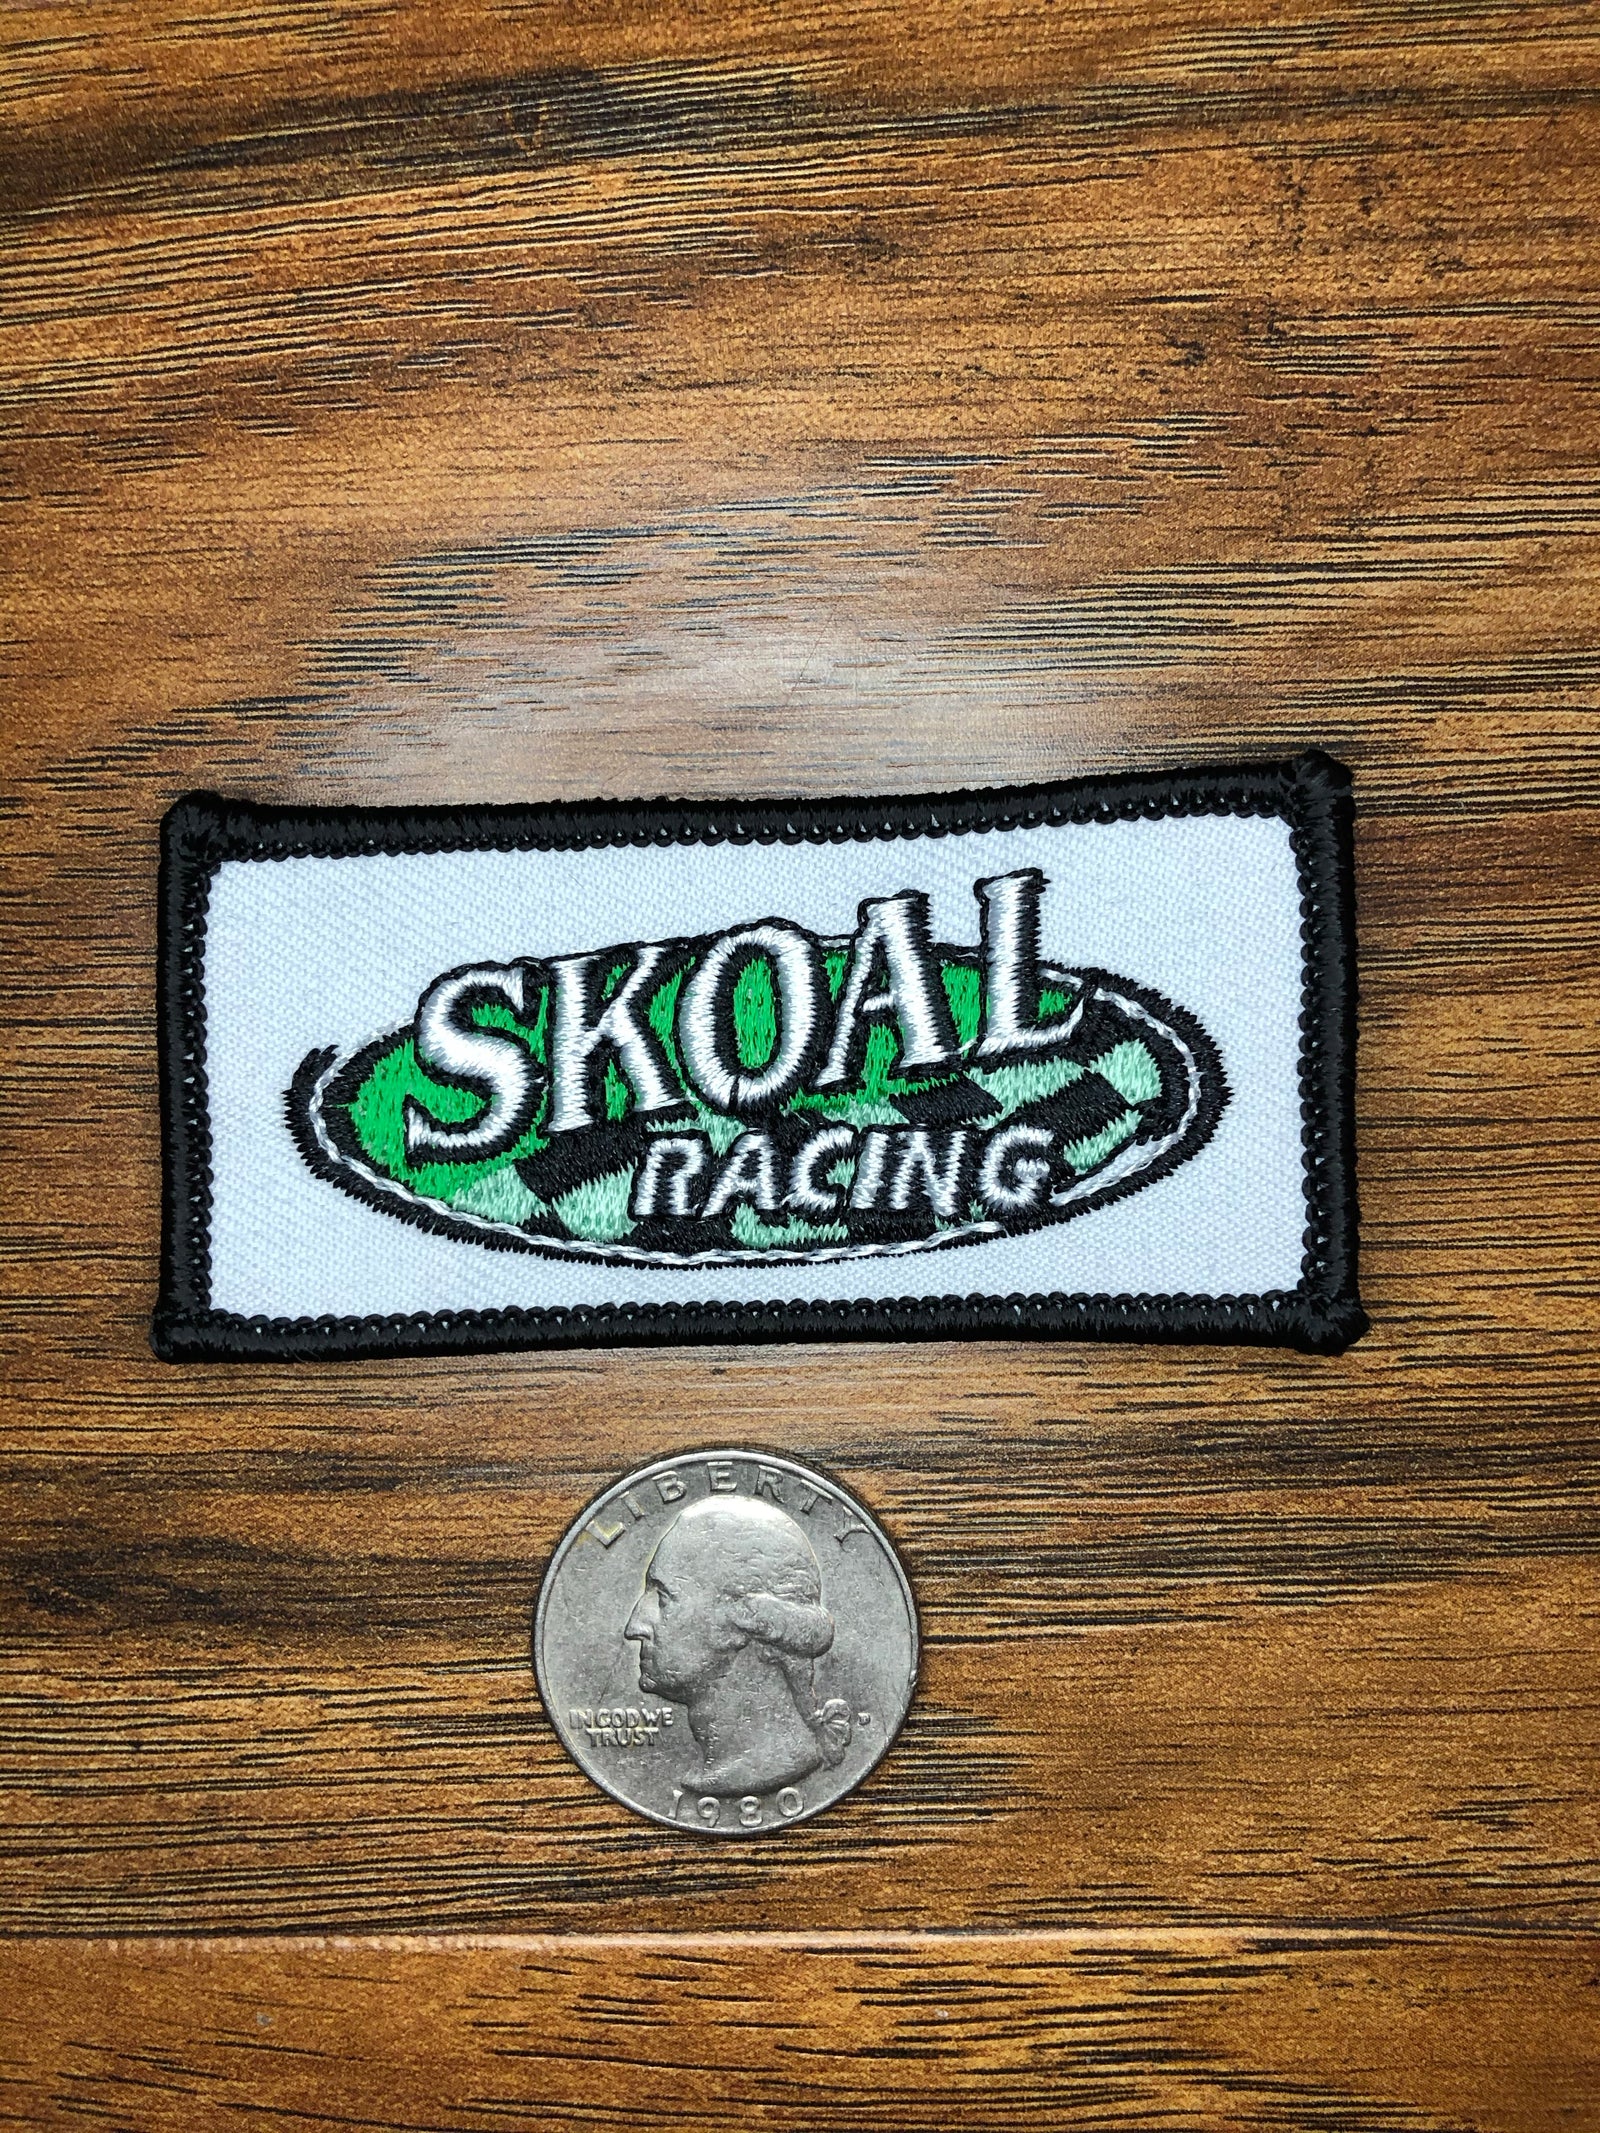 SKOAL
RACING
LIBERTY
IN GOD WE
TRUST
D
1980